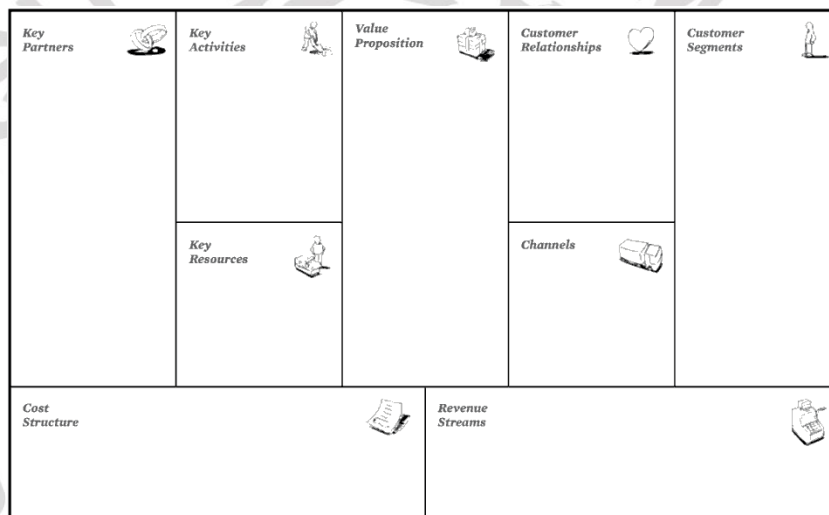 Key
Partners
Key
Activities
Value
Proposition
Customer
Relationships
Customer
Segments
Key
Resources
Channels
Cost
Structure
Revenue
Streams